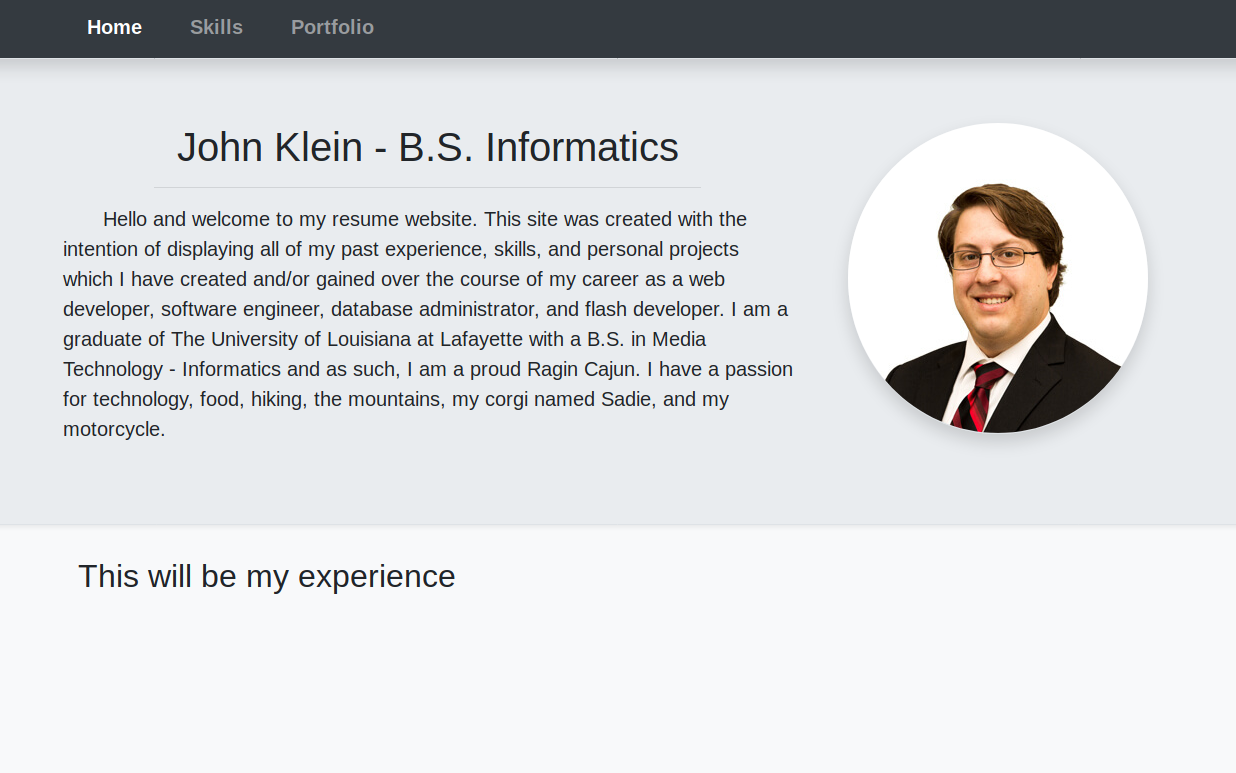 Home Skills Portfolio
John Klein - B.S. Informatics
Hello and welcome to my resume website. This site was created with the
intention of displaying all of my past experience, skills, and personal projects
which I have created and/or gained over the course of my career as a web
developer, software engineer, database administrator, and flash developer. I am a
graduate of The University of Louisiana at Lafayette with a B.S. in Media
Technology - Informatics and as such, I am a proud Ragin Cajun. I have a passion
for technology, food, hiking, the mountains, my corgi named Sadie, and my
motorcycle.
This will be my experience